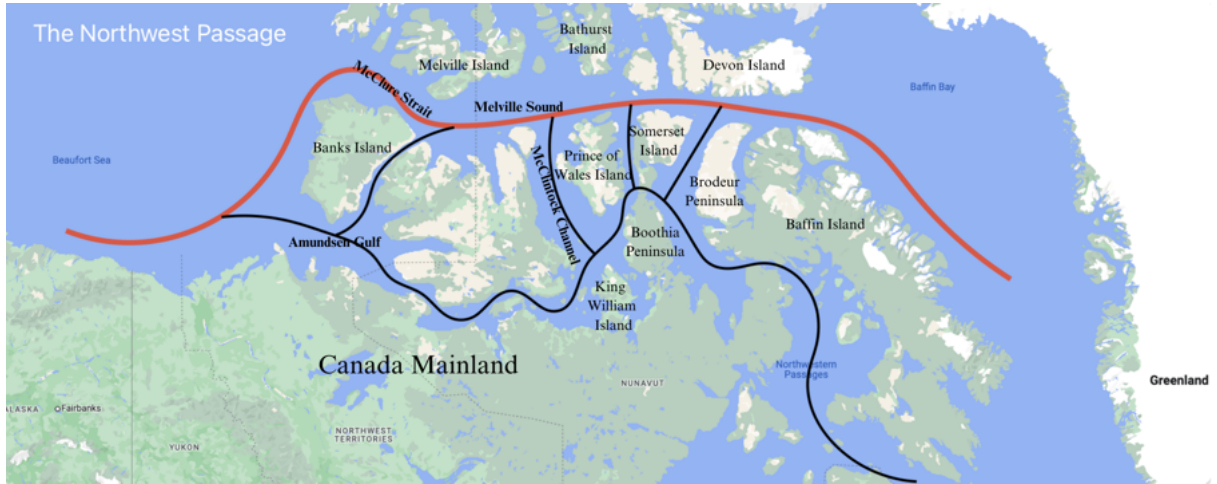 The Northwest Passage
Bathurst
Island
Melville Island
Devon Island
McClure Strait
Baffin Bay
Melville Sound
Banks Island
Somerset
Island
Beaufort Sea
Prince of
Wales Island
McClintock Channel
Brodeur
Peninsula
Baffin Island
Amundsen Gulf
Boothia
Peninsula
King
William
Island
Canada Mainland
Northwestern
Passages
NUNAVUT
Greenland
ALASKA
Fairbanks
NORTHWEST
TERRITORIES
YUKON